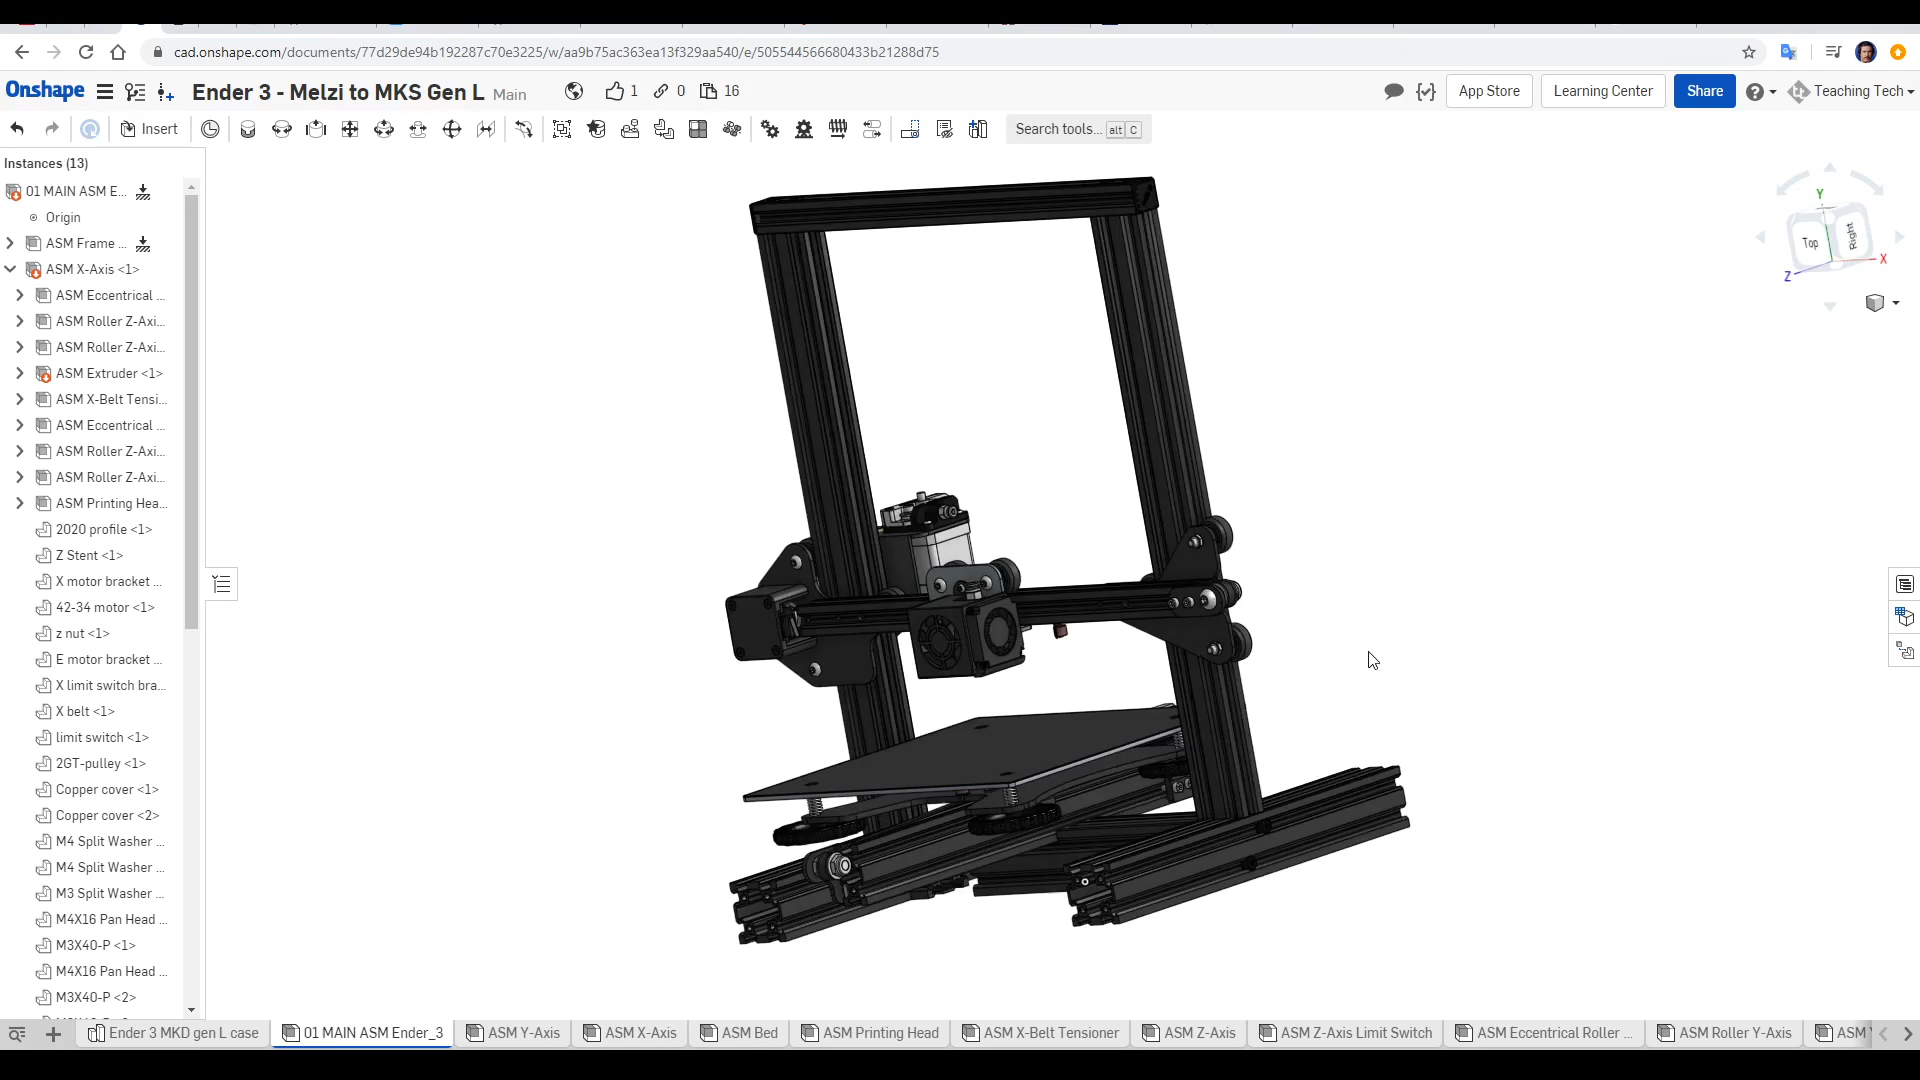 cad.onshape.com/documents/77d29de94b192287c70e3225/w/aa9b75ac363ea13f329aa540/e/505544566680433b21288d75
Onshape Ender 3 - Melzi to MKS Gen L Main 1 0 16 App Store Learning Center Share Teaching Tech
Insert Search tools... alt C
Instances (13)
01 MAIN ASM E...
Origin
ASM Frame ...
ASM X-Axis <1>
ASM Eccentrical ...
ASM Roller Z-Axi...
ASM Roller Z-Axi...
ASM Extruder <1>
ASM X-Belt Tensi...
ASM Eccentrical ...
ASM Roller Z-Axi...
ASM Roller Z-Axi...
ASM Printing Hea...
2020 profile <1>
Z Stent <1>
X motor bracket ...
42-34 motor <1>
z nut <1>
E motor bracket ...
X limit switch bra...
X belt <1>
limit switch <1>
2GT-pulley <1>
Copper cover <1>
Copper cover <2>
M4 Split Washer ...
M4 Split Washer ...
M3 Split Washer ...
M4X16 Pan Head ...
M3X40-P <1>
M4X16 Pan Head ...
M3X40-P <2>
Y
Top Right
X
Z
Ender 3 MKD gen L case 01 MAIN ASM Ender_3 ASM Y-Axis ASM X-Axis ASM Bed ASM Printing Head ASM X-Belt Tensioner ASM Z-Axis ASM Z-Axis Limit Switch ASM Eccentrical Roller ... ASM Roller Y-Axis ASM